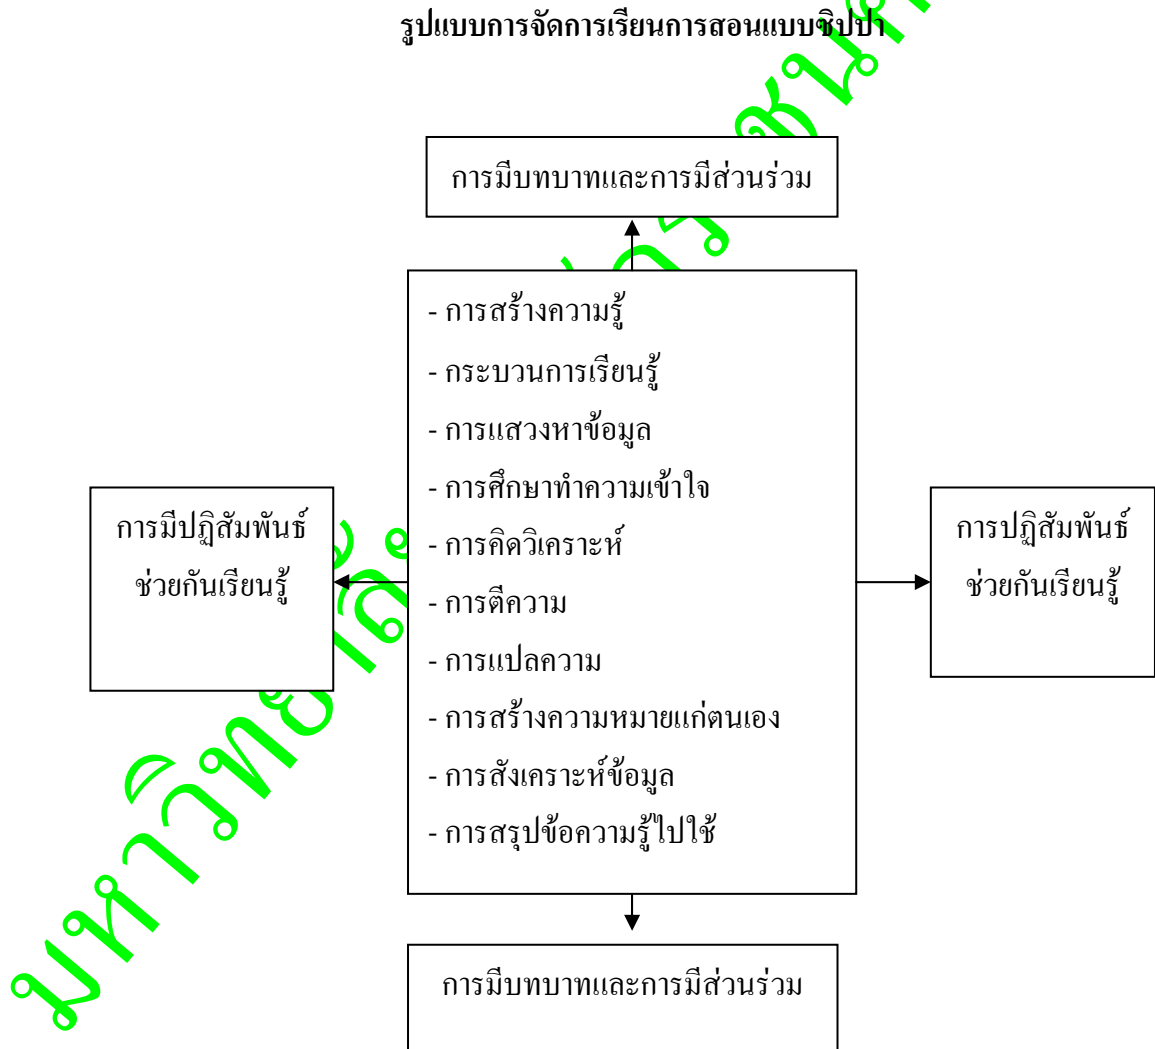 รูปแบบการจัดการเรียนการสอนแบบซิปปา
การมีบทบาทและการมีส่วนร่วม
- การสร้างความรู้
- กระบวนการเรียนรู้
- การแสวงหาข้อมูล
- การศึกษาทำความเข้าใจ
- การคิดวิเคราะห์
- การตีความ
- การแปลความ
- การสร้างความหมายแก่ตนเอง
- การสังเคราะห์ข้อมูล
- การสรุปข้อความรู้ไปใช้
การมีปฏิสัมพันธ์
ช่วยกันเรียนรู้
การปฏิสัมพันธ์
ช่วยกันเรียนรู้
การมีบทบาทและการมีส่วนร่วม